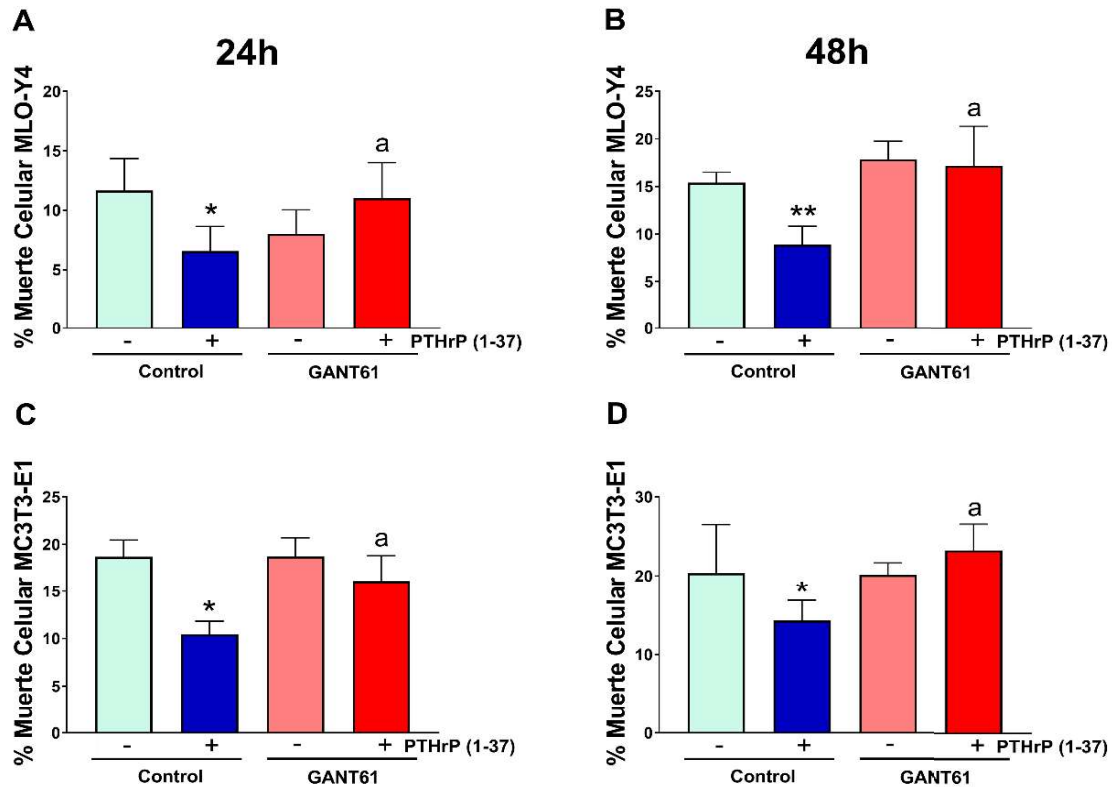 A
24h
% Muerte Celular MLO-Y4
20
15
10
5
0
*
a
- + - + PTHrP (1-37)
Control GANT61
B
48h
% Muerte Celular MLO-Y4
25
20
15
10
5
0
**
a
- + - + PTHrP (1-37)
Control GANT61
C
% Muerte Celular MC3T3-E1
25
20
15
10
5
0
*
a
- + - + PTHrP (1-37)
Control GANT61
D
% Muerte Celular MC3T3-E1
30
20
10
0
*
a
- + - + PTHrP (1-37)
Control GANT61